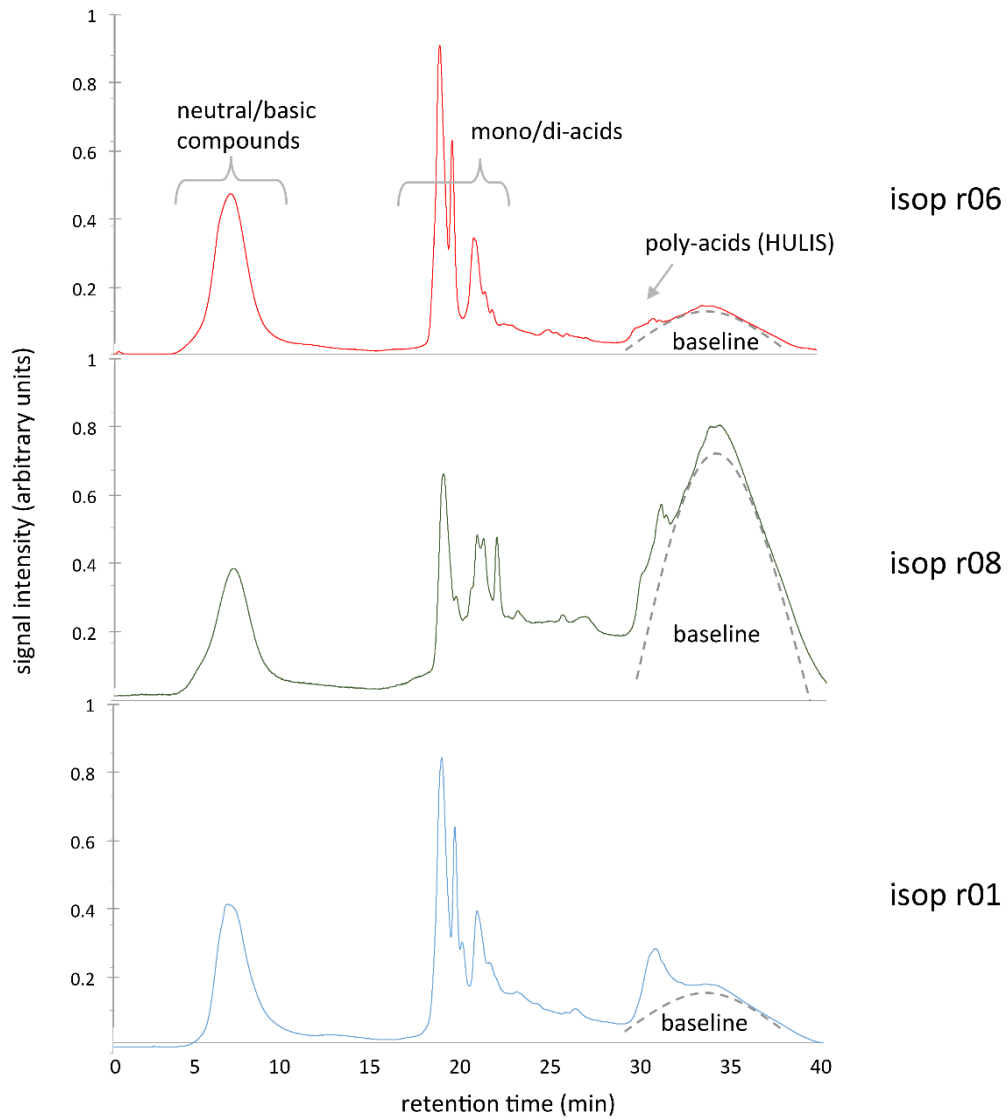 1
0.8
0.6
0.4
0.2
neutral/basic
compounds
mono/di-acids
poly-acids (HULIS)
baseline
isop r06
1
0.8
0.6
0.4
0.2
baseline
isop r08
signal intensity (arbitrary units)
1
0.8
0.6
0.4
0.2
baseline
isop r01
0 5 10 15 20 25 30 35 40
retention time (min)